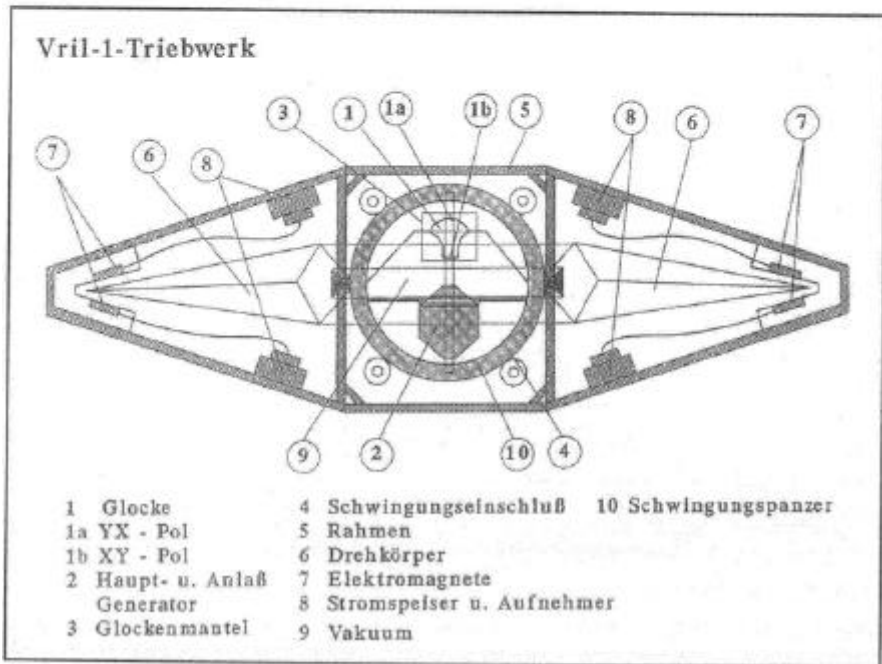 Vril-1-Triebwerk
3 1 1a 1b 5 8 6 7
7 6 8
9 2 10 4
1 Glocke
1a YX - Pol
1b XY - Pol
2 Haupt- u. Anlaß
Generator
3 Glockenmantel
4 Schwingungseinschluß
5 Rahmen
6 Drehkörper
7 Elektromagnete
8 Stromspeiser u. Aufnehmer
9 Vakuum
10 Schwingungspanzer